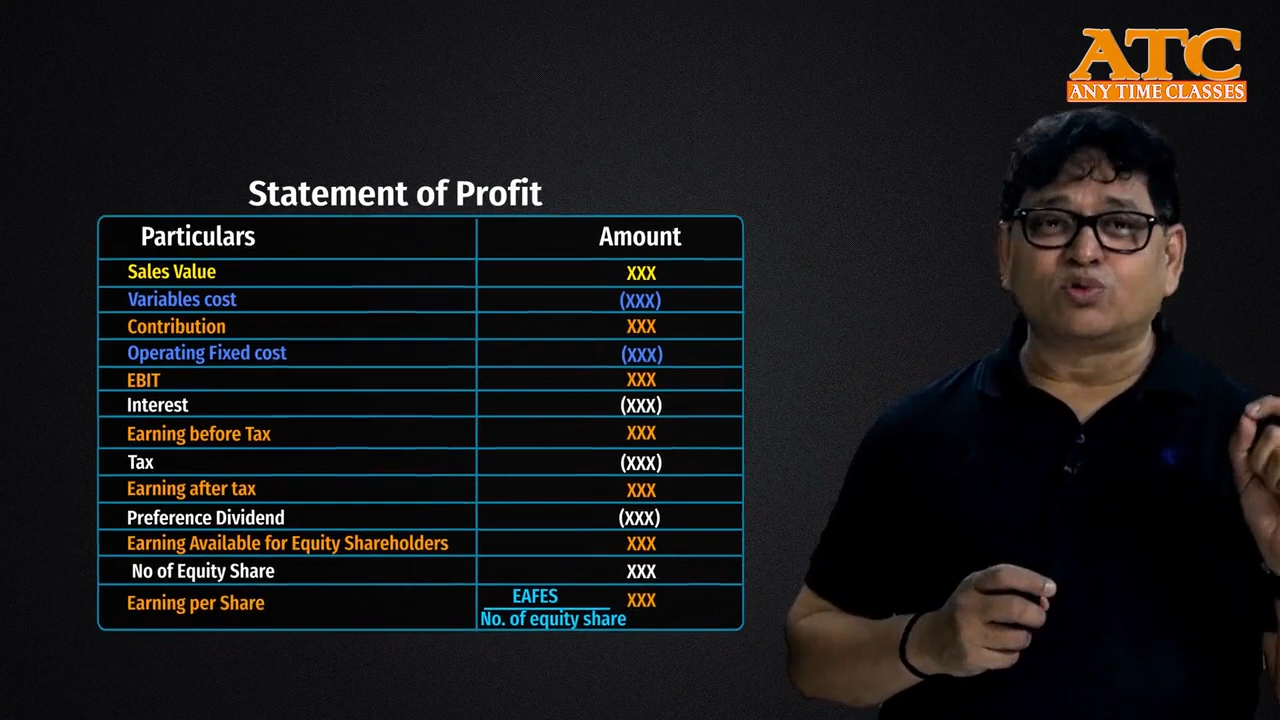 ATC
ANY TIME CLASSES
Statement of Profit
Particulars Amount
Sales Value XXX
Variables cost (XXX)
Contribution XXX
Operating Fixed cost (XXX)
EBIT XXX
Interest (XXX)
Earning before Tax XXX
Tax (XXX)
Earning after tax XXX
Preference Dividend (XXX)
Earning Available for Equity Shareholders XXX
No of Equity Share XXX
Earning per Share EAFES XXX
No. of equity share